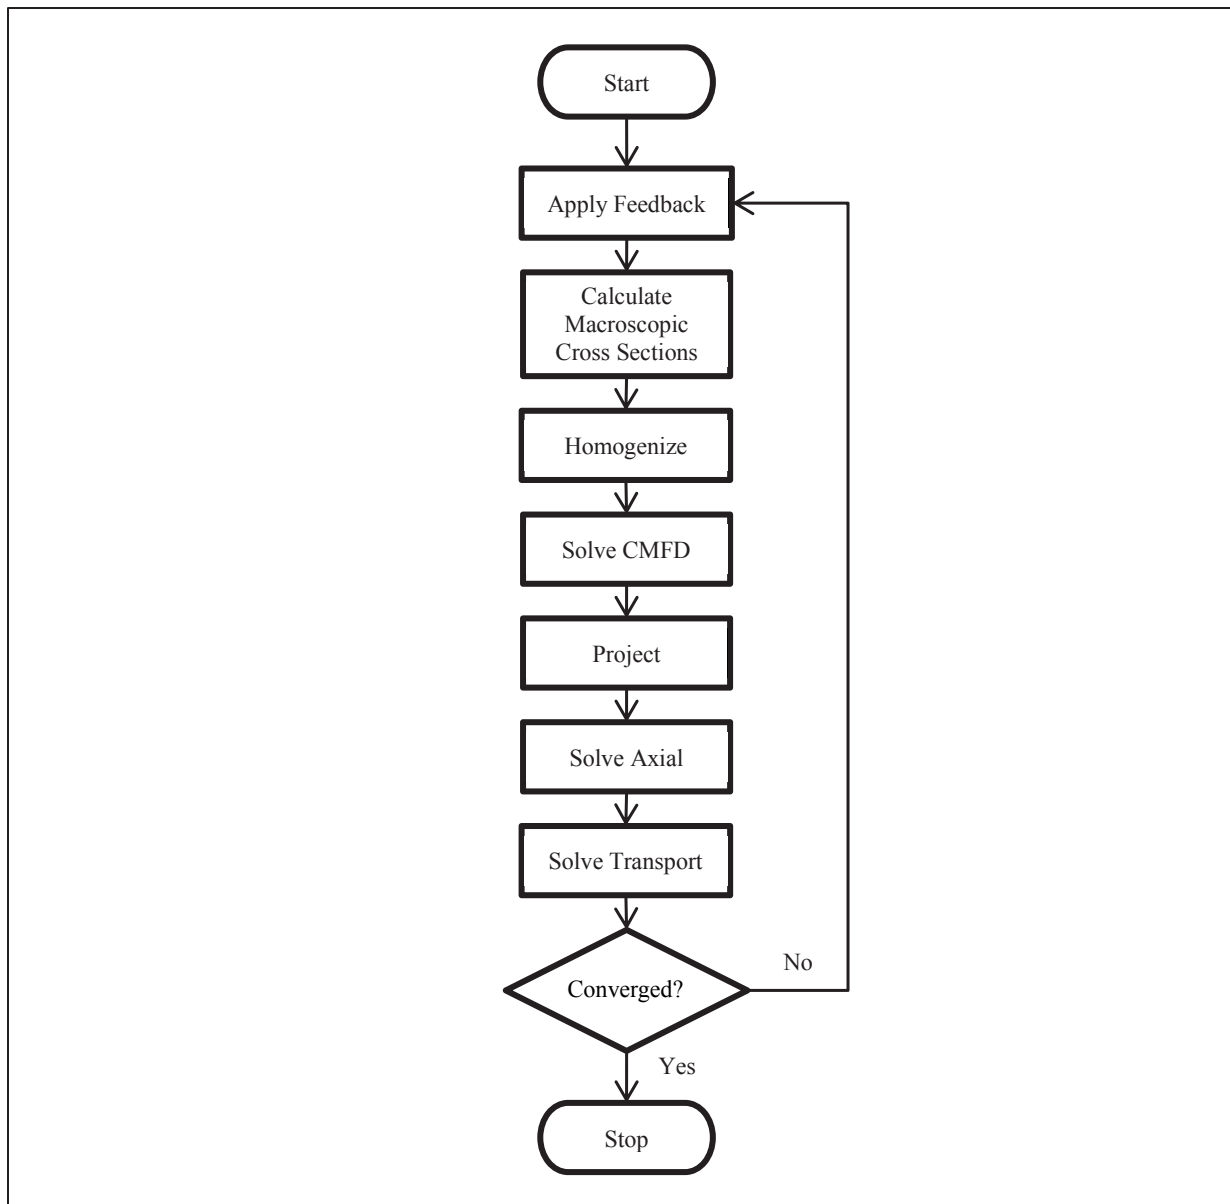 Start
Apply Feedback
Calculate
Macroscopic
Cross Sections
Homogenize
Solve CMFD
Project
Solve Axial
Solve Transport
Converged?
No
Yes
Stop